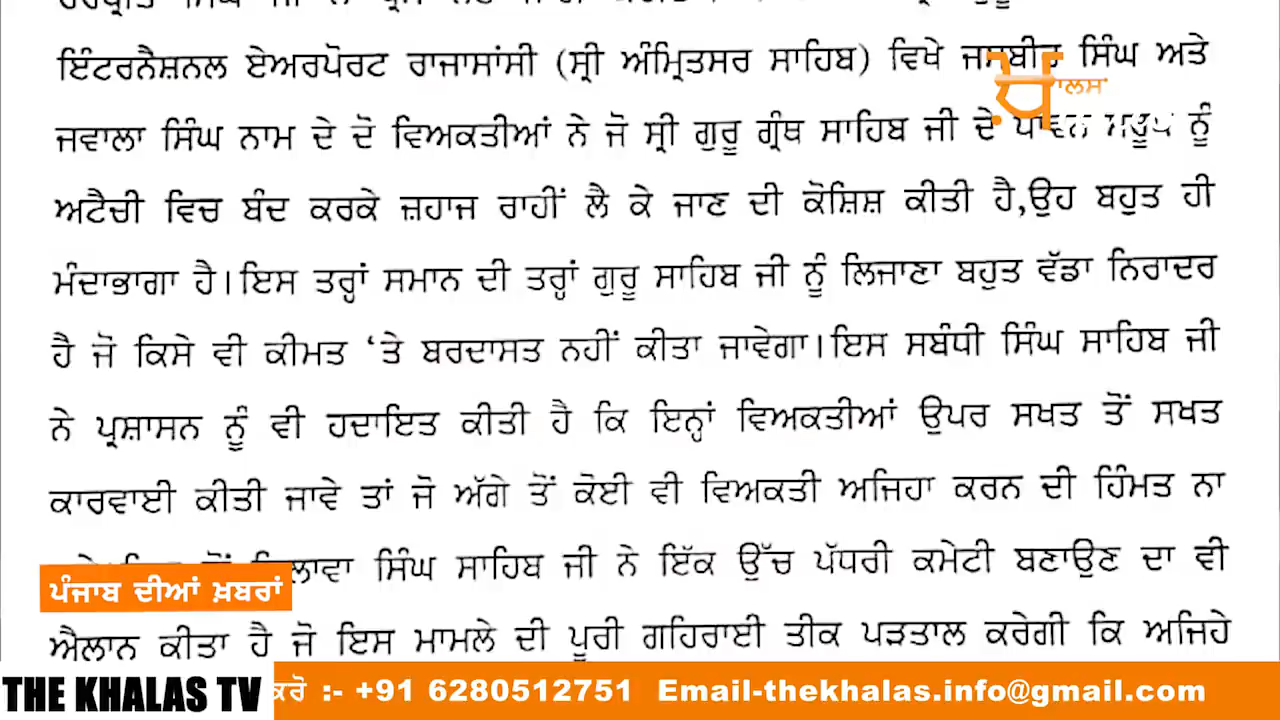 ਇੰਟਰਨੈਸ਼ਨਲ ਏਅਰਪੋਰਟ ਰਾਜਾਸਾਂਸੀ (ਸ੍ਰੀ ਅੰਮ੍ਰਿਤਸਰ ਸਾਹਿਬ) ਵਿਖੇ ਸਿੰਘ ਅਤੇ
ਜਵਾਲਾ ਸਿੰਘ ਨਾਮ ਦੇ ਦੋ ਵਿਅਕਤੀਆਂ ਨੇ ਜੋ ਸ੍ਰੀ ਗੁਰੂ ਗ੍ਰੰਥ ਸਾਹਿਬ ਜੀ ਦੇ ਨੂੰ
ਅਟੈਚੀ ਵਿਚ ਬੰਦ ਕਰਕੇ ਜ਼ਹਾਜ ਰਾਹੀਂ ਲੈ ਕੇ ਜਾਣ ਦੀ ਕੋਸ਼ਿਸ਼ ਕੀਤੀ ਹੈ,ਉਹ ਬਹੁਤ ਹੀ
ਮੰਦਾਭਾਗਾ ਹੈ।ਇਸ ਤਰ੍ਹਾਂ ਸਮਾਨ ਦੀ ਤਰ੍ਹਾਂ ਗੁਰੂ ਸਾਹਿਬ ਜੀ ਨੂੰ ਲਿਜਾਣਾ ਬਹੁਤ ਵੱਡਾ ਨਿਰਾਦਰ
ਹੈ ਜੋ ਕਿਸੇ ਵੀ ਕੀਮਤ ‘ਤੇ ਬਰਦਾਸਤ ਨਹੀਂ ਕੀਤਾ ਜਾਵੇਗਾ।ਇਸ ਸਬੰਧੀ ਸਿੰਘ ਸਾਹਿਬ ਜੀ
ਨੇ ਪ੍ਰਸ਼ਾਸਨ ਨੂੰ ਵੀ ਹਦਾਇਤ ਕੀਤੀ ਹੈ ਕਿ ਇਨ੍ਹਾਂ ਵਿਅਕਤੀਆਂ ਉਪਰ ਸਖਤ ਤੋਂ ਸਖਤ
ਕਾਰਵਾਈ ਕੀਤੀ ਜਾਵੇ ਤਾਂ ਜੋ ਅੱਗੇ ਤੋਂ ਕੋਈ ਵੀ ਵਿਅਕਤੀ ਅਜਿਹਾ ਕਰਨ ਦੀ ਹਿੰਮਤ ਨਾ
ਸਿੰਘ ਸਾਹਿਬ ਜੀ ਨੇ ਇੱਕ ਉੱਚ ਪੱਧਰੀ ਕਮੇਟੀ ਬਣਾਉਣ ਦਾ ਵੀ
ਪੰਜਾਬ ਦੀਆਂ ਖ਼ਬਰਾਂ
ਐਲਾਨ ਕੀਤਾ ਹੈ ਜੋ ਇਸ ਮਾਮਲੇ ਦੀ ਪੂਰੀ ਗਹਿਰਾਈ ਤੀਕ ਪੜਤਾਲ ਕਰੇਗੀ ਕਿ ਅਜਿਹੇ
THE KHALAS TV :- +91 6280512751 Email-thekhalas.info@gmail.com